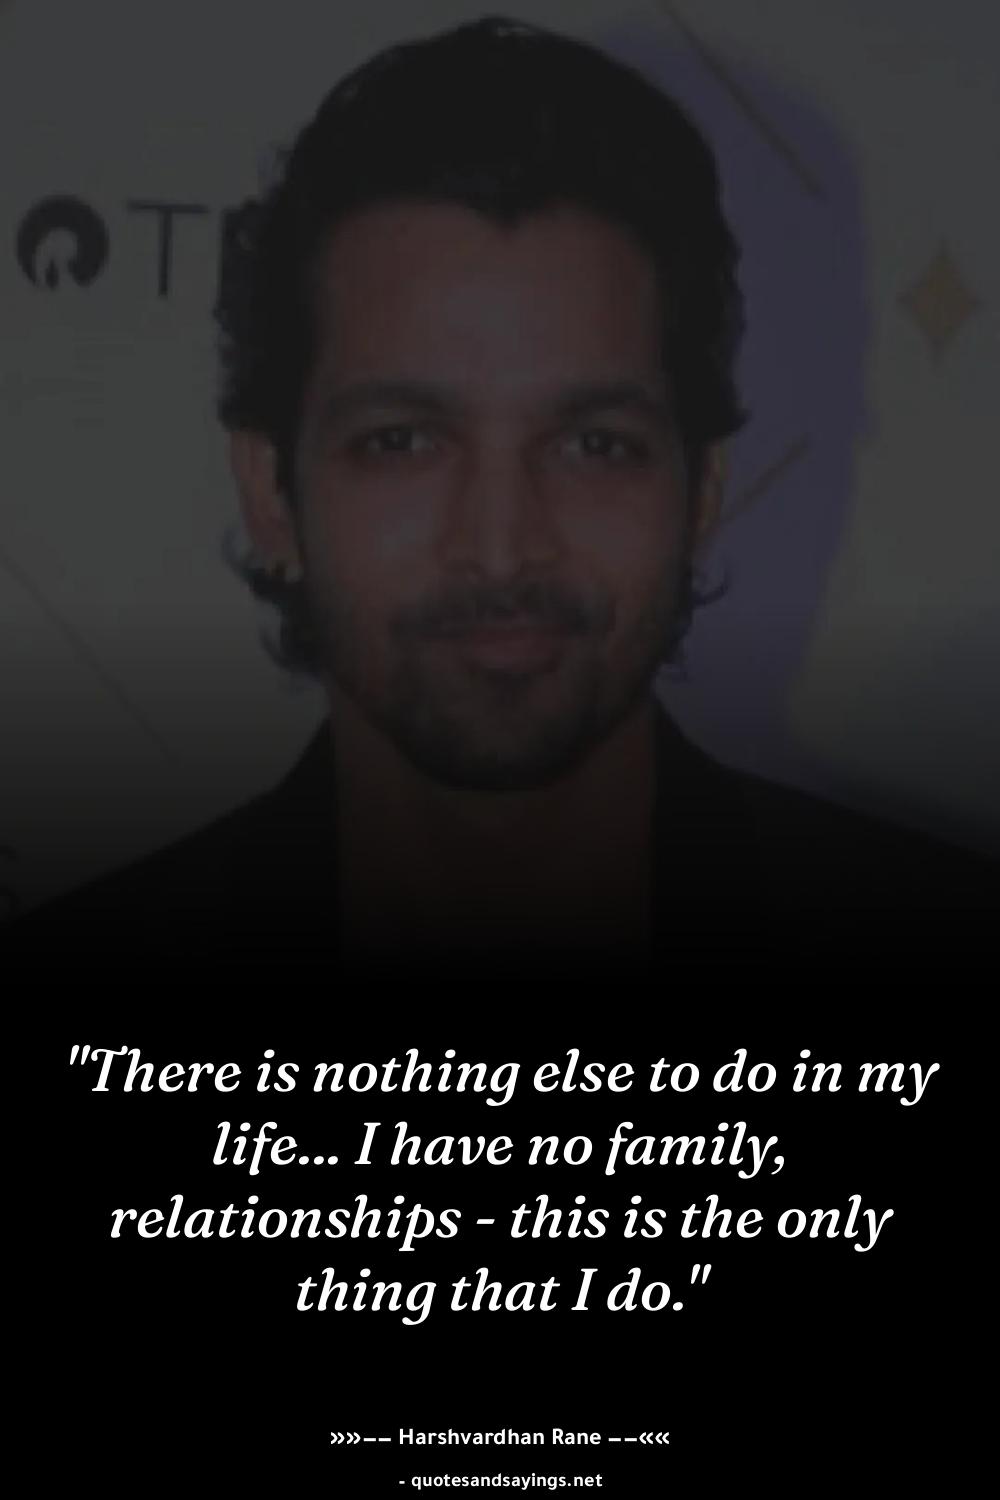 T
"There is nothing else to do in my
life... I have no family,
relationships - this is the only
thing that I do."
»»–– Harshvardhan Rane ––««
- quotesandsayings.net